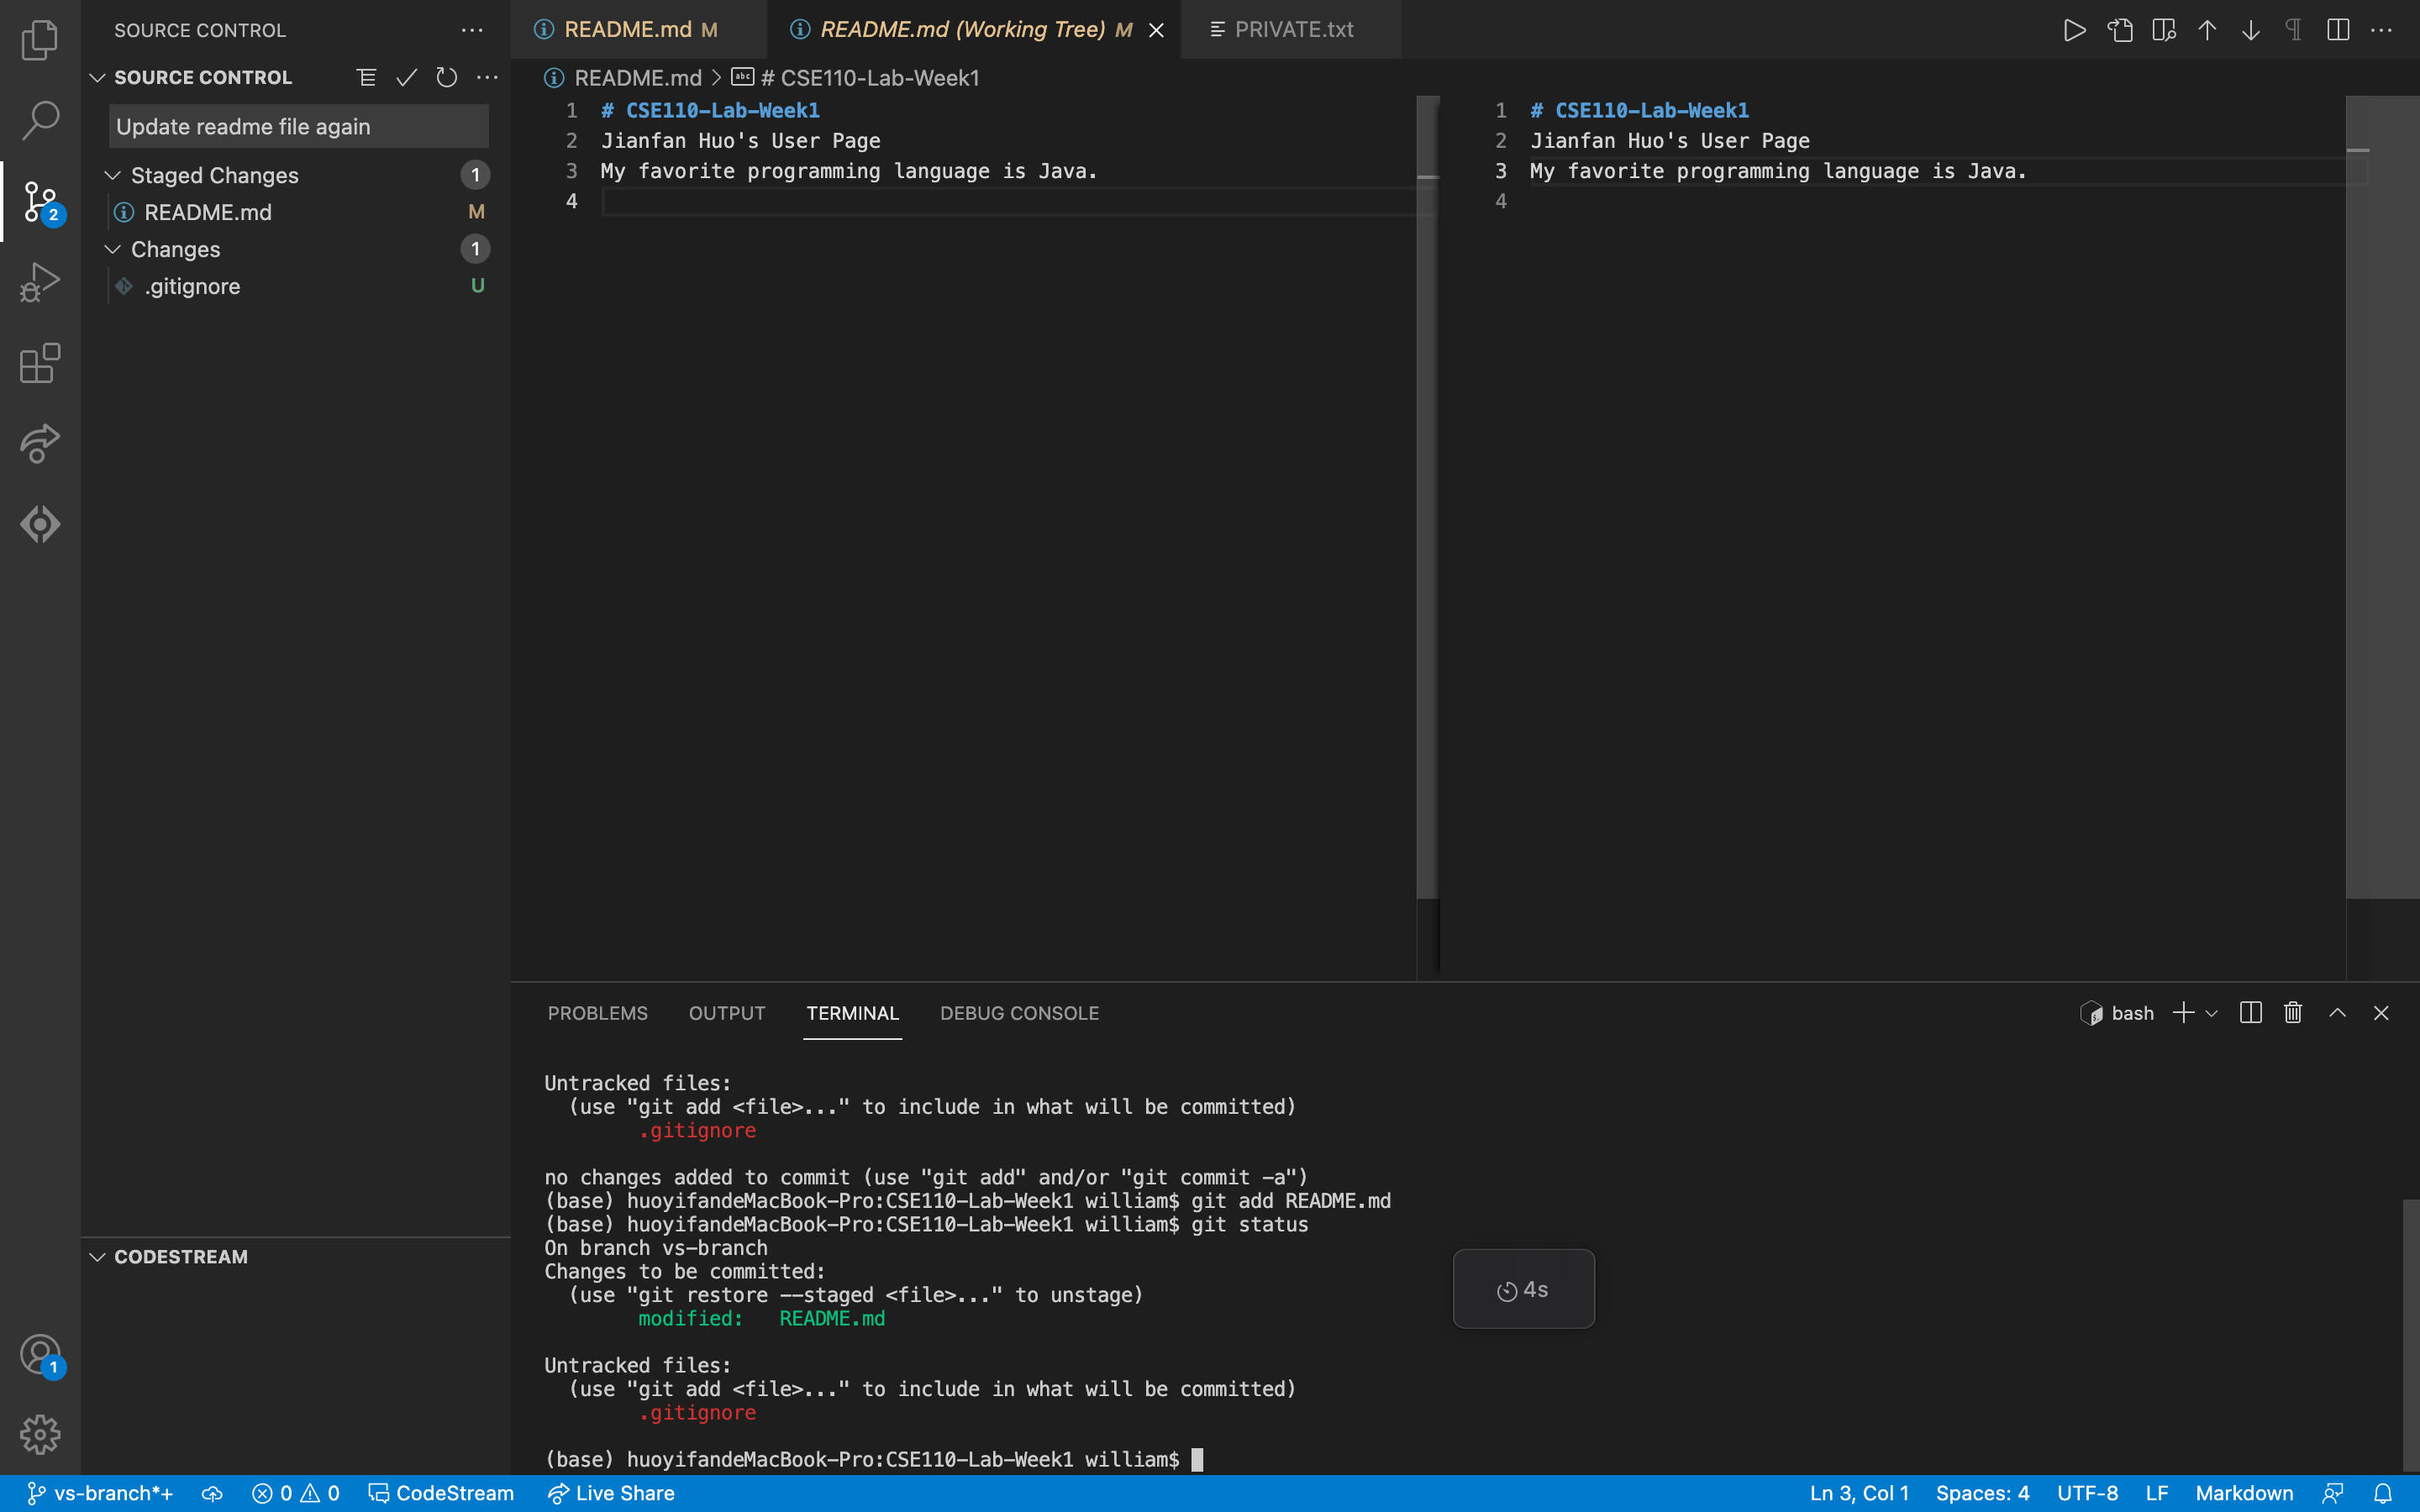 SOURCE CONTROL
SOURCE CONTROL
Update readme file again
Staged Changes 1
README.md M
Changes 1
.gitignore U
CODESTREAM
2
1
README.md M
README.md (Working Tree) M
PRIVATE.txt
README.md > abc # CSE110-Lab-Week1
1 # CSE110-Lab-Week1
2 Jianfan Huo's User Page
3 My favorite programming language is Java.
4
1 # CSE110-Lab-Week1
2 Jianfan Huo's User Page
3 My favorite programming language is Java.
4
PROBLEMS OUTPUT TERMINAL DEBUG CONSOLE
bash
Untracked files:
(use "git add <file>..." to include in what will be committed)
.gitignore
no changes added to commit (use "git add" and/or "git commit -a")
(base) huoyifandeMacBook-Pro:CSE110-Lab-Week1 william$ git add README.md
(base) huoyifandeMacBook-Pro:CSE110-Lab-Week1 william$ git status
On branch vs-branch
Changes to be committed:
(use "git restore --staged <file>..." to unstage)
modified: README.md
Untracked files:
(use "git add <file>..." to include in what will be committed)
.gitignore
(base) huoyifandeMacBook-Pro:CSE110-Lab-Week1 william$
4s
vs-branch*+ 0 0 CodeStream Live Share Ln 3, Col 1 Spaces: 4 UTF-8 LF Markdown